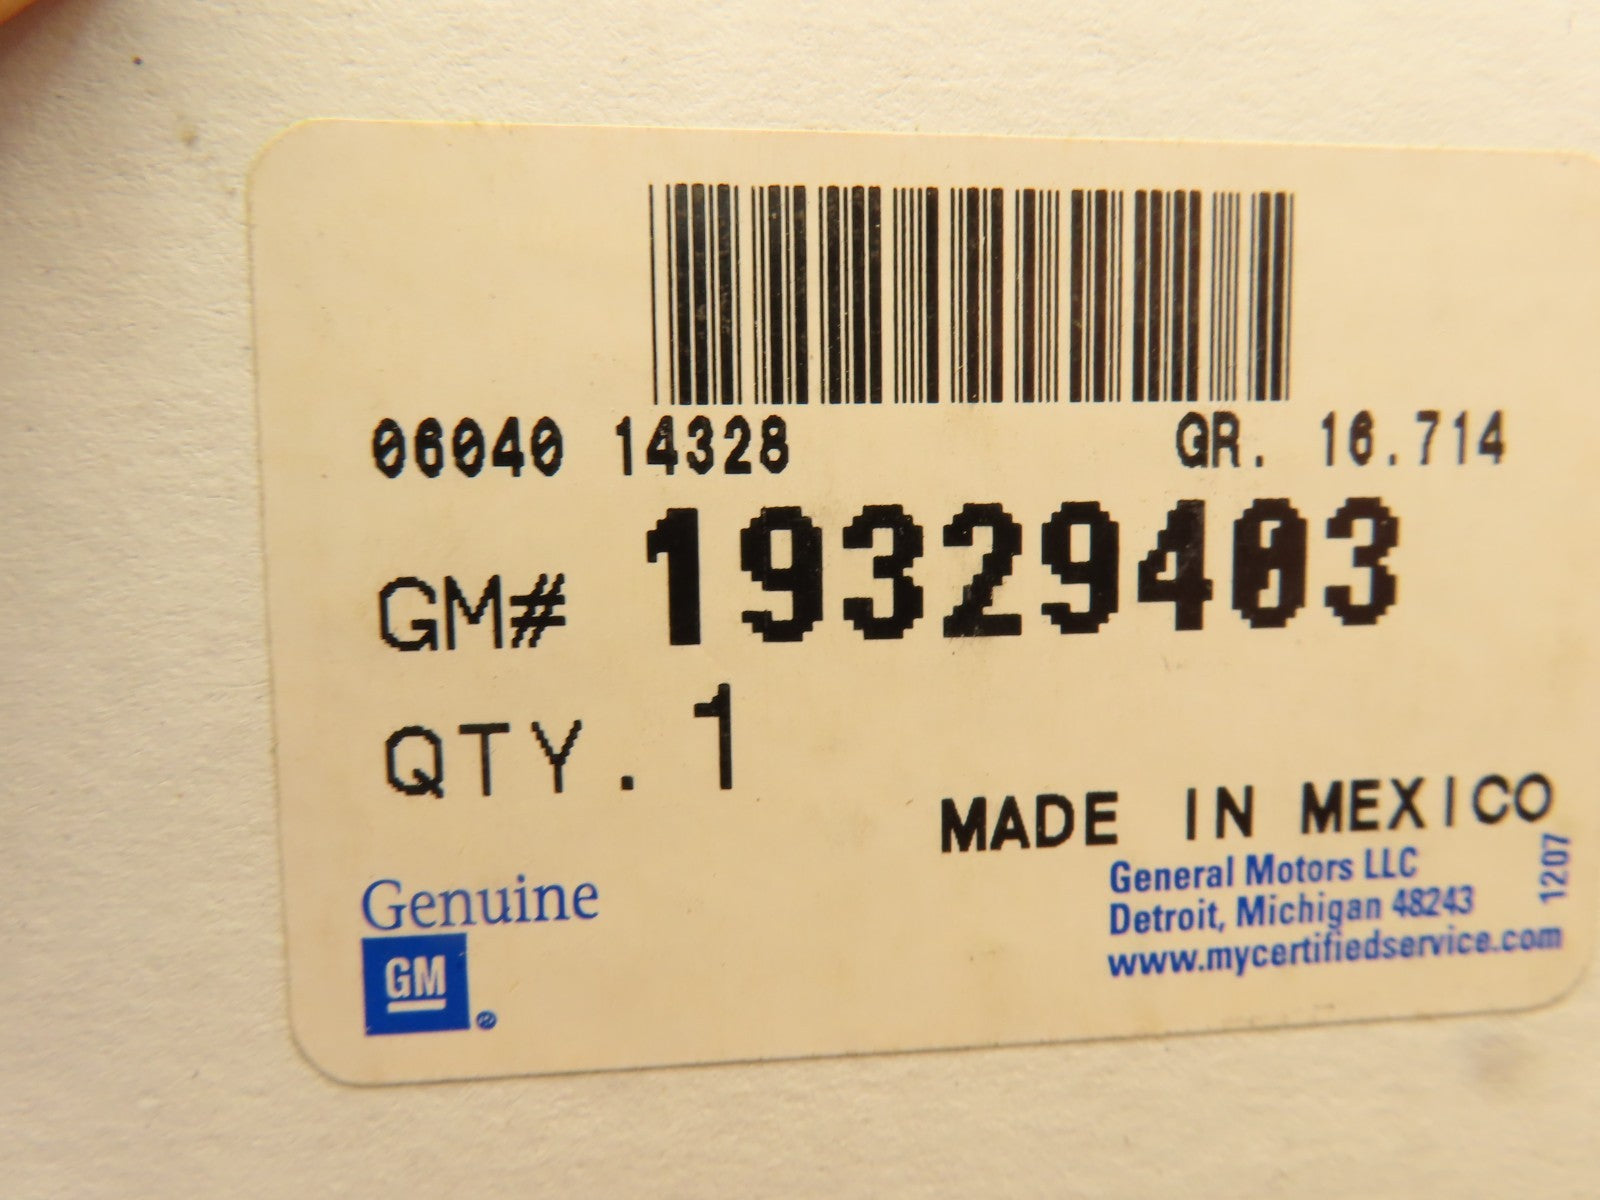 06040 14328 GR. 16.714
GM# 19329403
QTY. 1
MADE IN MEXICO
General Motors LLC
Detroit, Michigan 48243
www.mycertifiedservice.com
1207
Genuine
GM
®